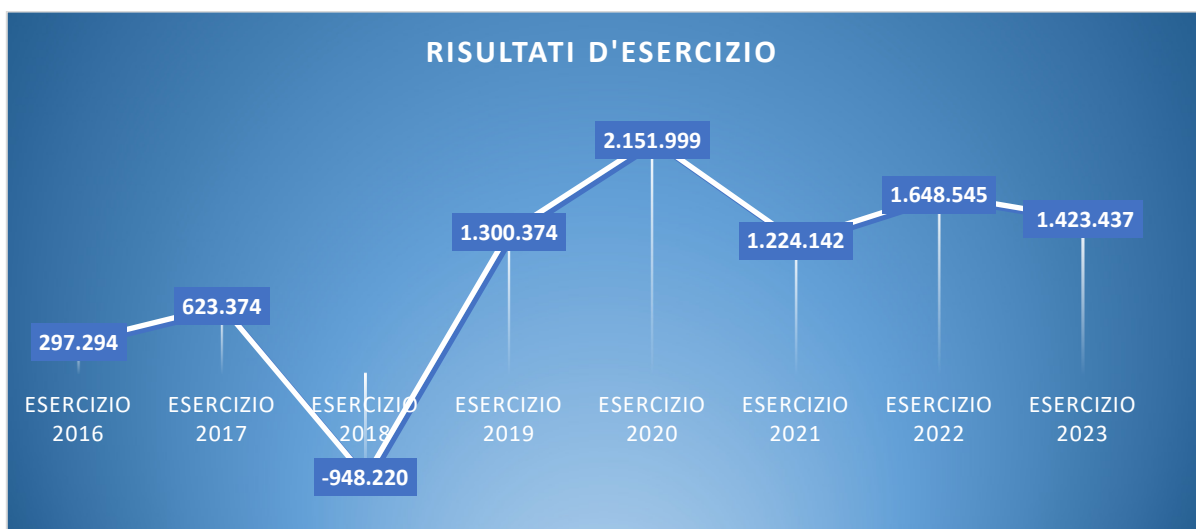 RISULTATI D'ESERCIZIO
297.294
623.374
-948.220
1.300.374
2.151.999
1.224.142
1.648.545
1.423.437
ESERCIZIO
2016
ESERCIZIO
2017
ESERCIZIO
2018
ESERCIZIO
2019
ESERCIZIO
2020
ESERCIZIO
2021
ESERCIZIO
2022
ESERCIZIO
2023